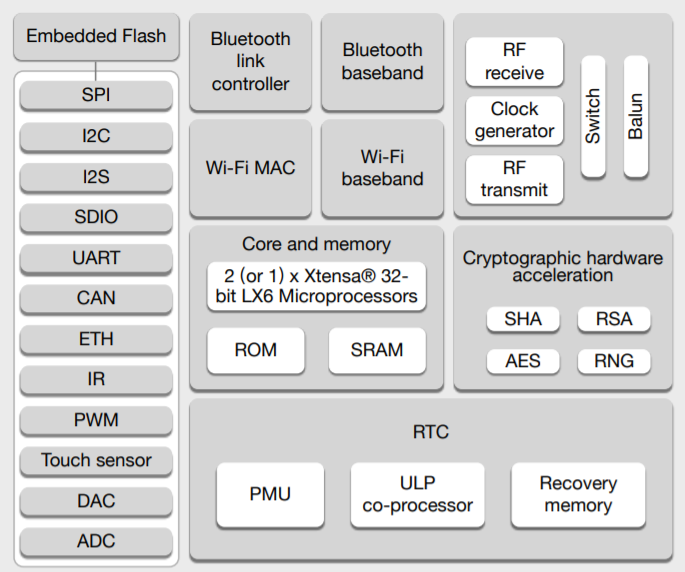 Embedded Flash
SPI
I2C
I2S
SDIO
UART
CAN
ETH
IR
PWM
Touch sensor
DAC
ADC
Bluetooth
link
controller
Bluetooth
baseband
Wi-Fi MAC
Wi-Fi
baseband
RF
receive
Clock
generator
RF
transmit
Switch
Balun
Core and memory
2 (or 1) x Xtensa® 32-
bit LX6 Microprocessors
ROM
SRAM
Cryptographic hardware
acceleration
SHA
RSA
AES
RNG
RTC
PMU
ULP
co-processor
Recovery
memory